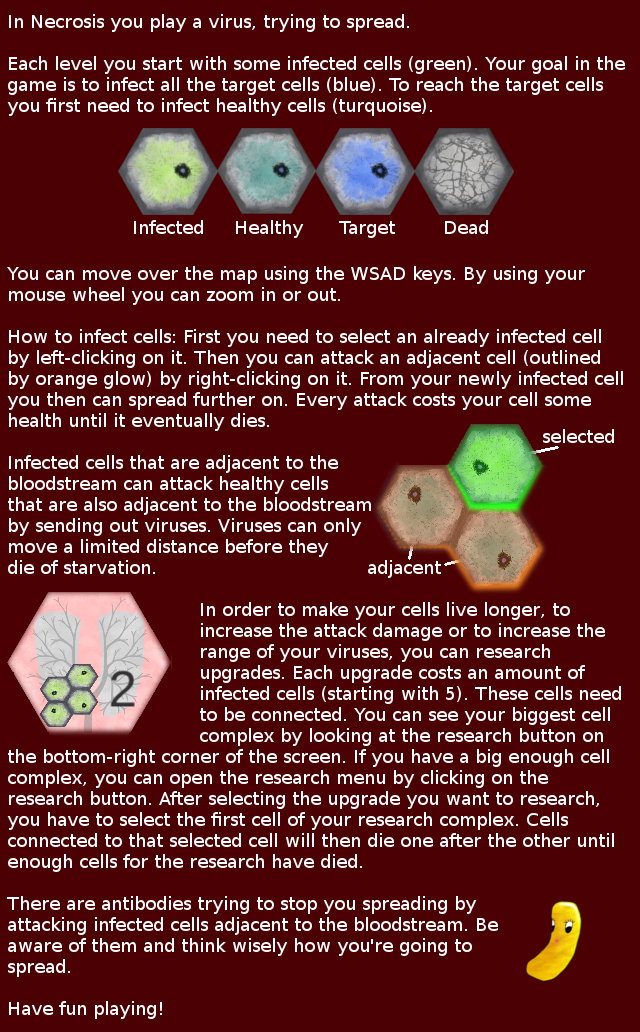 In Necrosis you play a virus, trying to spread.
Each level you start with some infected cells (green). Your goal in the
game is to infect all the target cells (blue). To reach the target cells
you first need to infect healthy cells (turquoise).
Infected Healthy Target Dead
You can move over the map using the WSAD keys. By using your
mouse wheel you can zoom in or out.
How to infect cells: First you need to select an already infected cell
by left-clicking on it. Then you can attack an adjacent cell (outlined
by orange glow) by right-clicking on it. From your newly infected cell
you then can spread further on. Every attack costs your cell some
health until it eventually dies.
selected
Infected cells that are adjacent to the
bloodstream can attack healthy cells
that are also adjacent to the bloodstream
by sending out viruses. Viruses can only
move a limited distance before they
die of starvation.
adjacent
2
In order to make your cells live longer, to
increase the attack damage or to increase the
range of your viruses, you can research
upgrades. Each upgrade costs an amount of
infected cells (starting with 5). These cells need
to be connected. You can see your biggest cell
complex by looking at the research button on
the bottom-right corner of the screen. If you have a big enough cell
complex, you can open the research menu by clicking on the
research button. After selecting the upgrade you want to research,
you have to select the first cell of your research complex. Cells
connected to that selected cell will then die one after the other until
enough cells for the research have died.
There are antibodies trying to stop you spreading by
attacking infected cells adjacent to the bloodstream. Be
aware of them and think wisely how you're going to
spread.
Have fun playing!